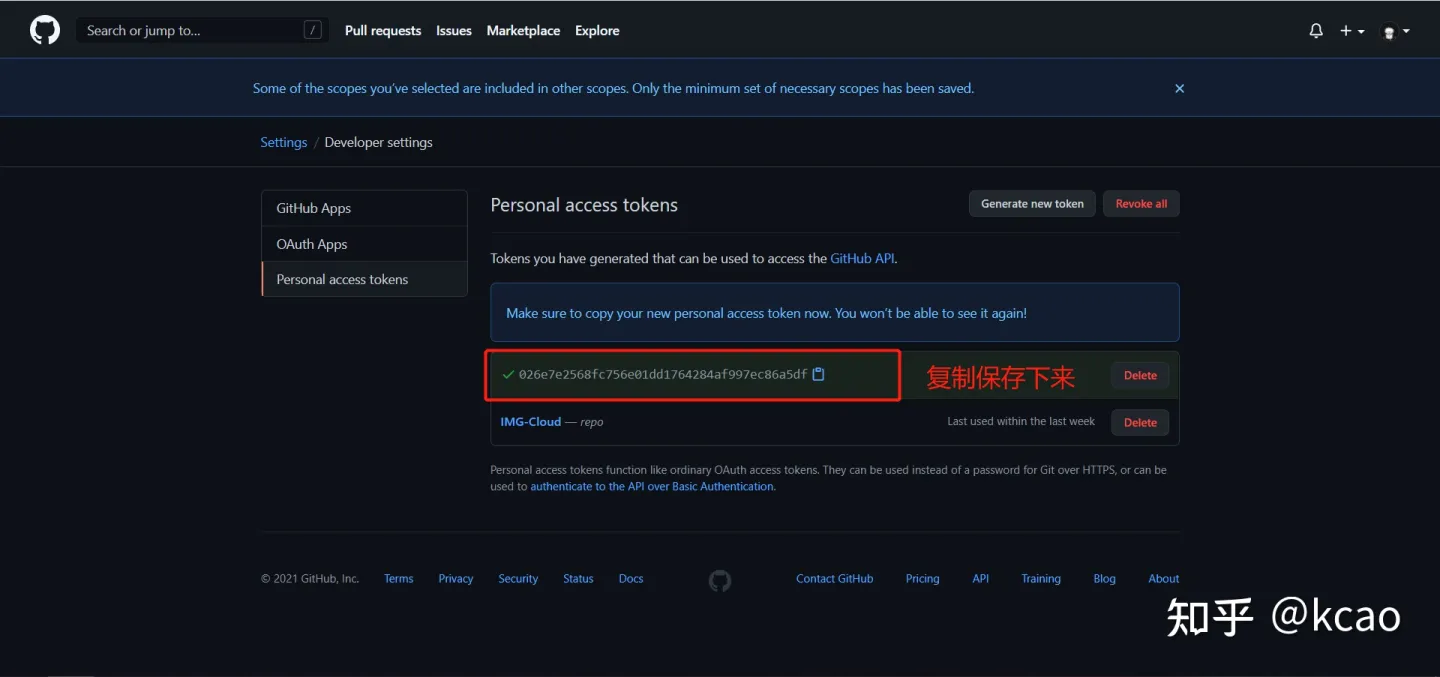 Search or jump to... /
Pull requests Issues Marketplace Explore
Some of the scopes you've selected are included in other scopes. Only the minimum set of necessary scopes has been saved.
Settings / Developer settings
GitHub Apps
OAuth Apps
Personal access tokens
Personal access tokens
Generate new token Revoke all
Tokens you have generated that can be used to access the GitHub API.
Make sure to copy your new personal access token now. You won't be able to see it again!
026e7e2568fc756e01dd1764284af997ec86a5df 复制保存下来 Delete
IMG-Cloud — repo Last used within the last week Delete
Personal access tokens function like ordinary OAuth access tokens. They can be used instead of a password for Git over HTTPS, or can be
used to authenticate to the API over Basic Authentication.
© 2021 GitHub, Inc. Terms Privacy Security Status Docs Contact GitHub Pricing API Training Blog About
知乎 @kcao